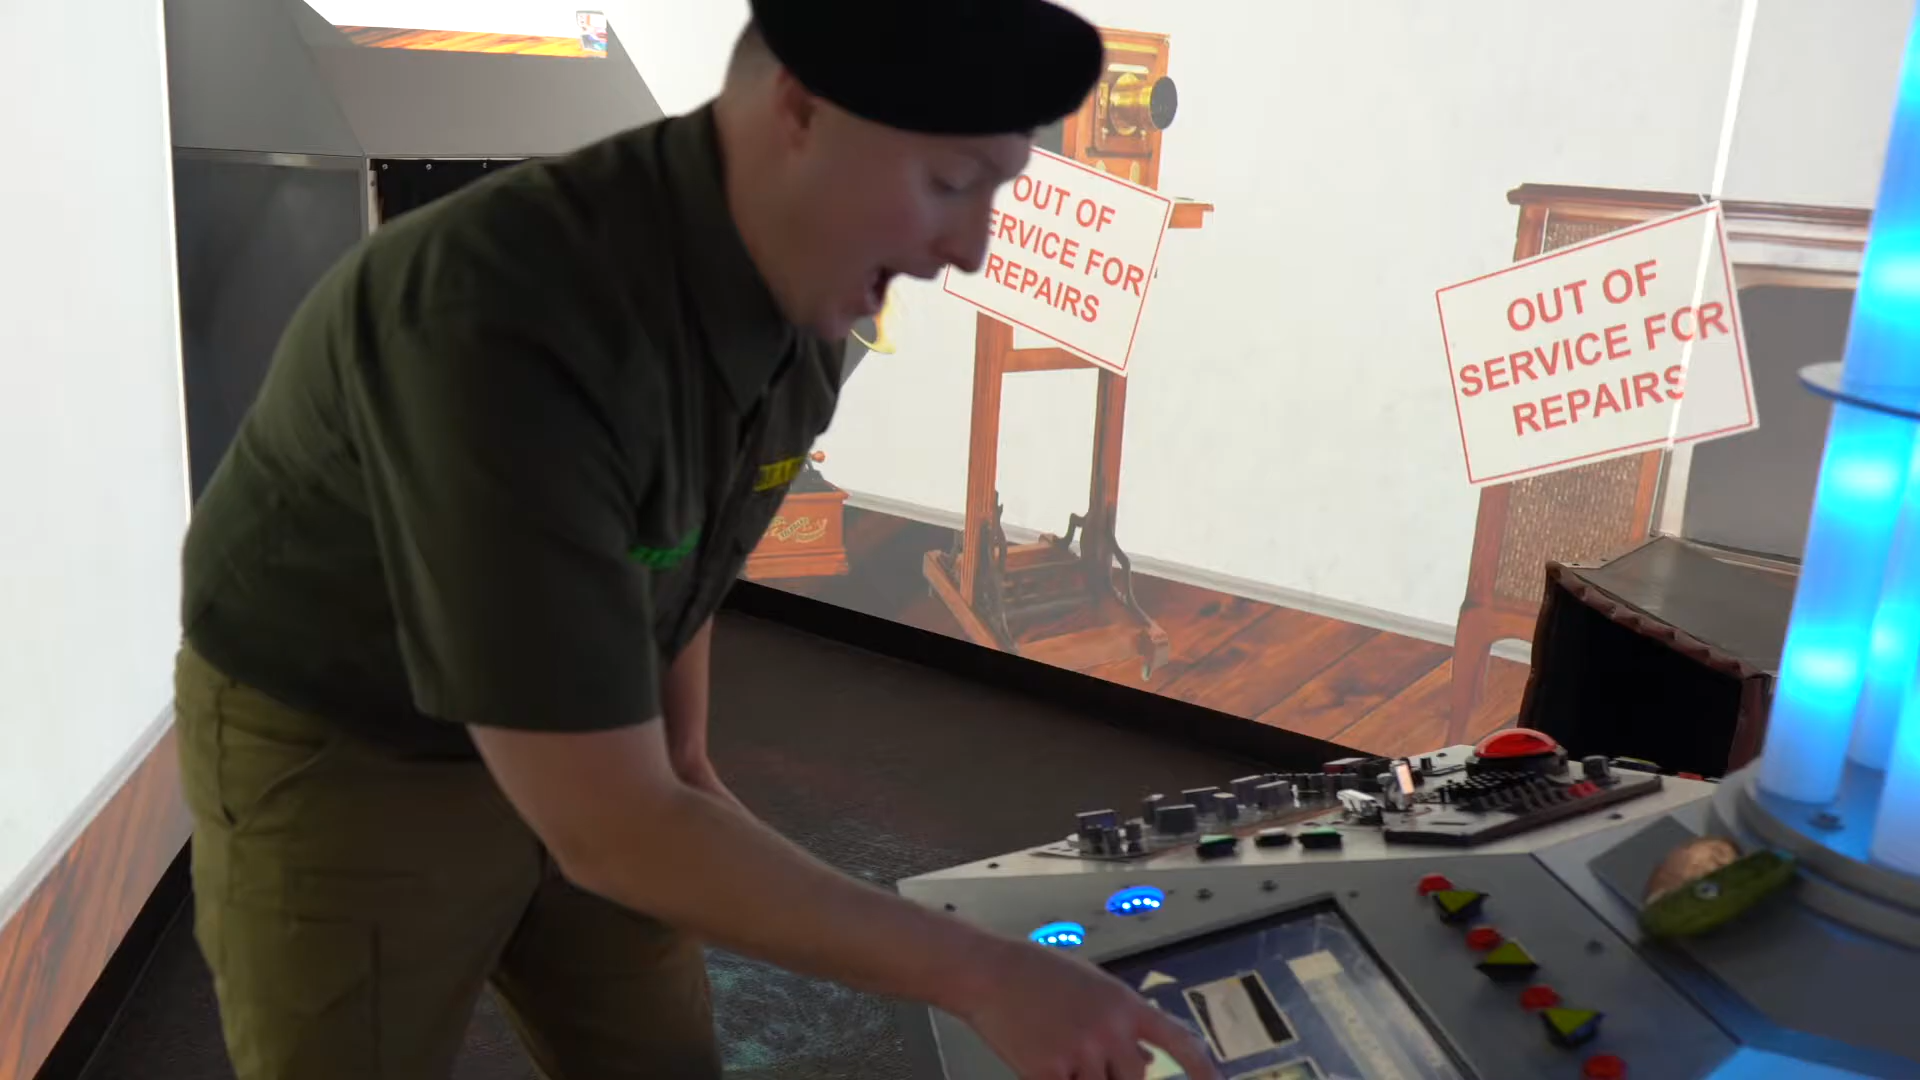 OUT OF
ERVICE FOR
REPAIRS
OUT OF
SERVICE FOR
REPAIRS